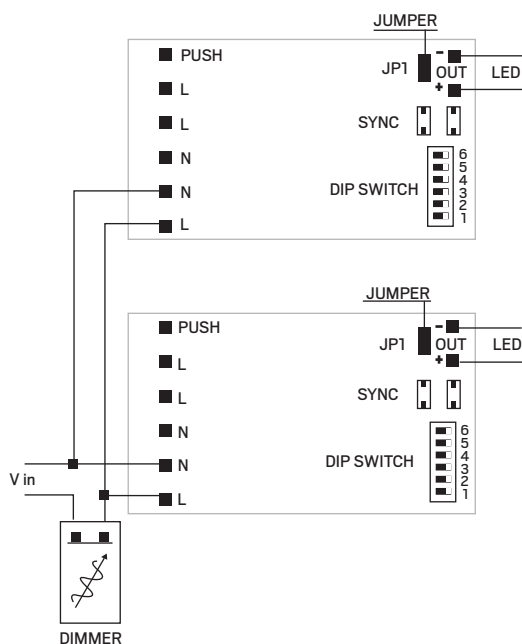 JUMPER
PUSH
JP1
-
OUT
+
LED
L
L
SYNC
N
N
L
DIP SWITCH
6
5
4
3
2
1
JUMPER
PUSH
JP1
-
OUT
+
LED
L
L
SYNC
N
N
L
DIP SWITCH
6
5
4
3
2
1
V in
DIMMER